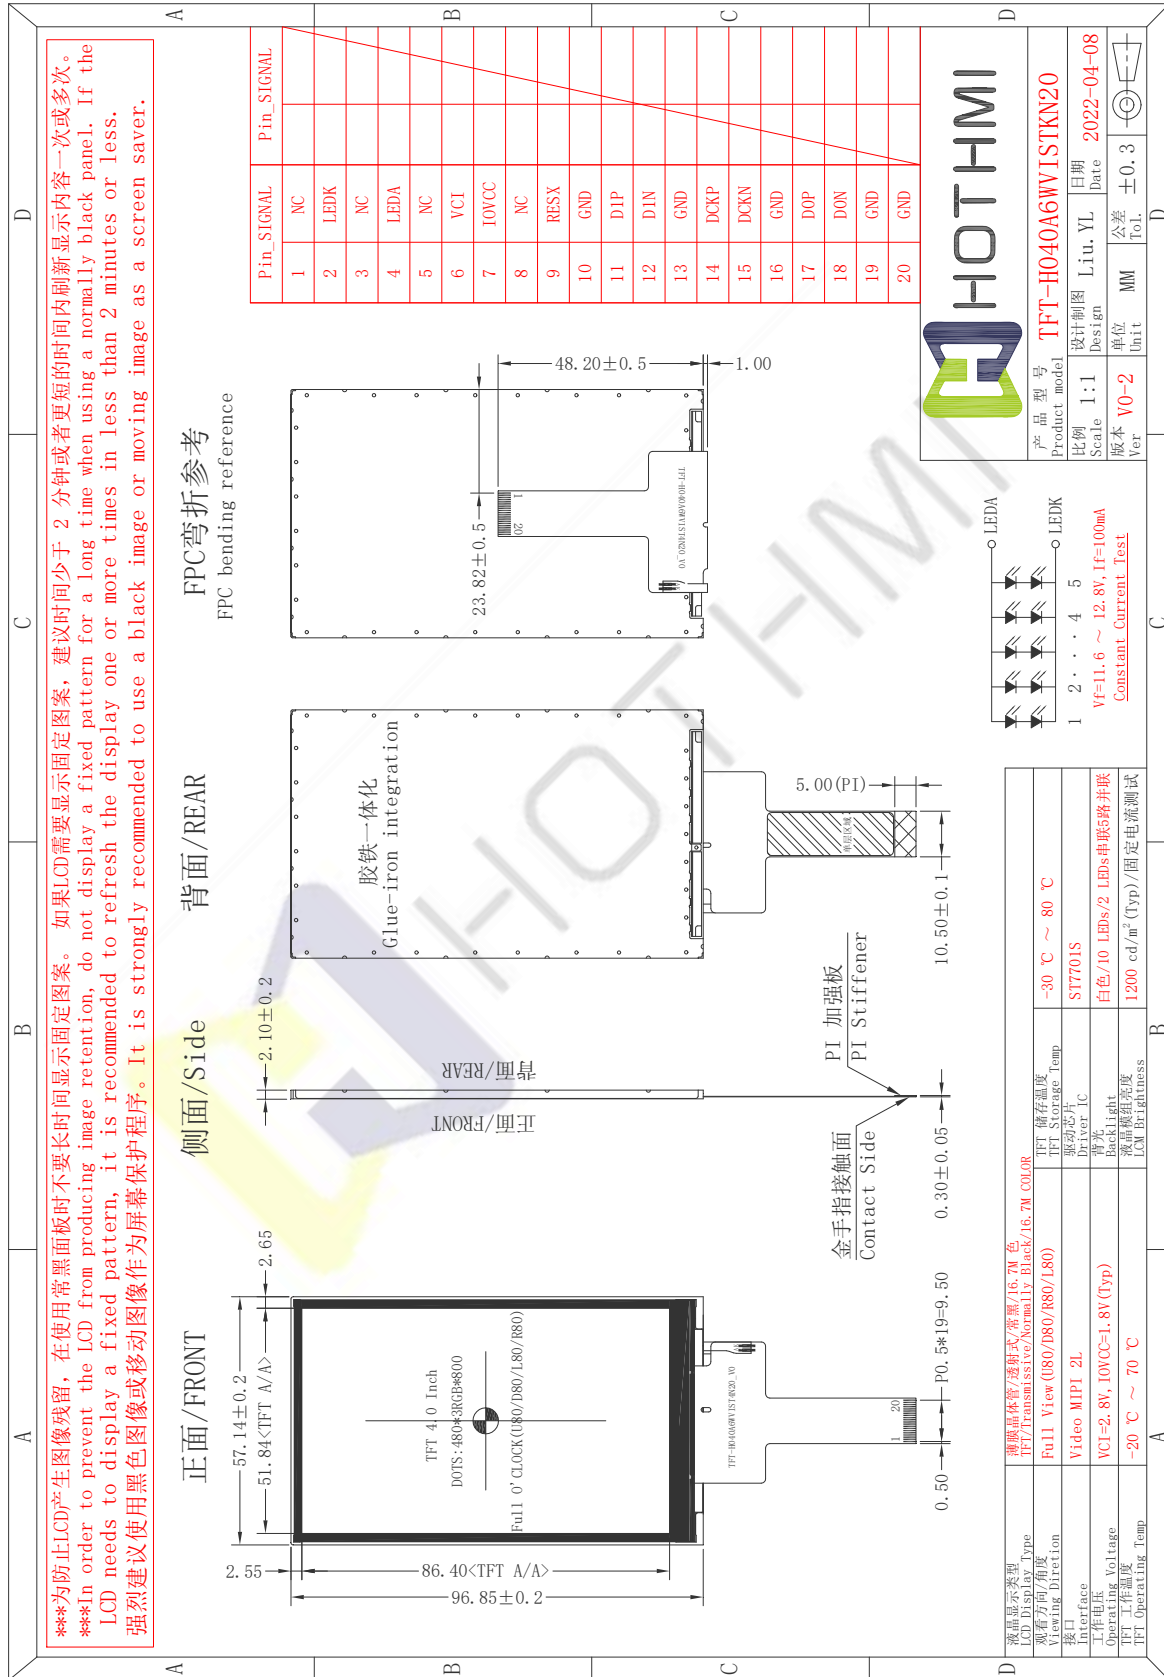 ***为防止LCD产生图像残留，在使用常黑面板时不要长时间显示固定图案。 如果LCD需要显示固定图案，建议时间少于 2 分钟或者更短的时间内刷新显示内容一次或多次。
***In order to prevent the LCD from producing image retention, do not display a fixed pattern for a long time when using a normally black panel. If the
LCD needs to display a fixed pattern, it is recommended to refresh the display one or more times in less than 2 minutes or less.
强烈建议使用黑色图像或移动图像作为屏幕保护程序。It is strongly recommended to use a black image or moving image as a screen saver.
A
B
C
D
A
B
C
D
正面/FRONT
57.14±0.2
51.84<TFT A/A>
2.65
2.55
86.40<TFT A/A>
96.85±0.2
TFT 4.0 Inch
DOTS:480*3RGB*800
Full O'CLOCK(U80/D80/L80/R80)
TFT-H040A6WVISTKN20_V0
1
20
0.50
P0.5*19=9.50
侧面/Side
2.10±0.2
正面/FRONT
背面/REAR
金手指接触面
Contact Side
PI 加强板
PI Stiffener
0.30±0.05
背面/REAR
胶铁一体化
Glue-iron integration
单层区域
5.00(PI)
10.50±0.1
FPC弯折参考
FPC bending reference
23.82±0.5
48.20±0.5
1.00
1
20
TFT-H040A6WVISTKN20_V0
Pin_SIGNAL Pin_SIGNAL
1 NC
2 LEDK
3 NC
4 LEDA
5 NC
6 VCI
7 IOVCC
8 NC
9 RESX
10 GND
11 D1P
12 D1N
13 GND
14 DCKP
15 DCKN
16 GND
17 D0P
18 D0N
19 GND
20 GND
LEDA
LEDK
1 2 · · · 4 5
Vf=11.6 ～ 12.8V,If=100mA
Constant Current Test
HOTHMI
产 品 型 号
Product model
TFT-H040A6WVISTKN20
比例
Scale
1:1
设计制图
Design
Liu.YL
日期
Date
2022-04-08
版本
Ver
V0-2
单位
Unit
MM
公差
Tol.
±0.3
液晶显示类型
LCD Display Type
薄膜晶体管/透射式/常黑/16.7M 色
TFT/Transmissive/Normally Black/16.7M COLOR
观看方向/角度
Viewing Diretion
Full View(U80/D80/R80/L80)
接口
Interface
Video MIPI 2L
工作电压
Operating Voltage
VCI=2.8V, IOVCC=1.8V(Typ)
TFT 工作温度
TFT Operating Temp
-20 ℃ ～ 70 ℃
TFT 储存温度
TFT Storage Temp
-30 ℃ ～ 80 ℃
驱动芯片
Driver IC
ST7701S
背光
Backlight
白色/10 LEDs/2 LEDs串联5路并联
液晶模组亮度
LCM Brightness
1200 cd/m²(Typ)/固定电流测试
A
B
C
D
A
B
C
D
HOTHMI